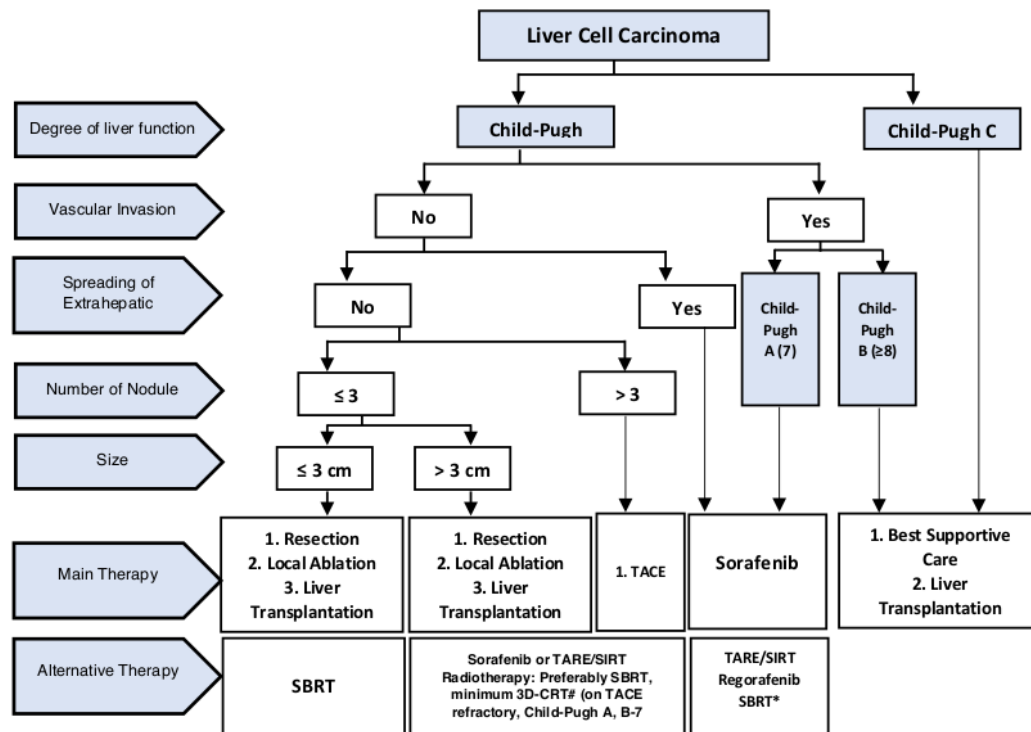 Liver Cell Carcinoma
Degree of liver function
Child-Pugh
Child-Pugh C
Vascular Invasion
No
Yes
Spreading of
Extrahepatic
No
Yes
Child-
Pugh
A (7)
Child-
Pugh
B (≥8)
Number of Nodule
≤ 3
> 3
Size
≤ 3 cm
> 3 cm
Main Therapy
1. Resection
2. Local Ablation
3. Liver
Transplantation
1. Resection
2. Local Ablation
3. Liver
Transplantation
1. TACE
Sorafenib
1. Best Supportive
Care
2. Liver
Transplantation
Alternative Therapy
SBRT
Sorafenib or TARE/SIRT
Radiotherapy: Preferably SBRT,
minimum 3D-CRT# (on TACE
refractory, Child-Pugh A, B-7
TARE/SIRT
Regorafenib
SBRT*